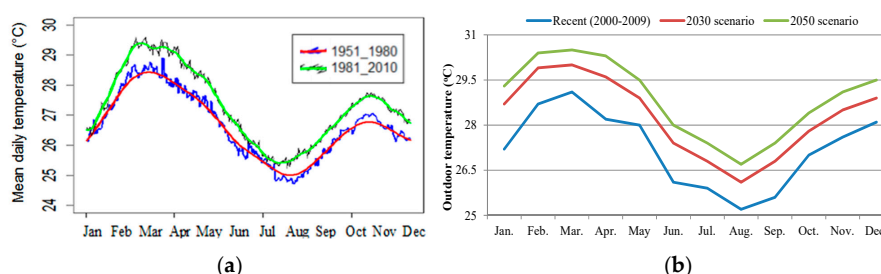 Mean daily temperature (°C)
30
29
28
27
26
25
24
1951_1980
1981_2010
Jan Feb Mar Apr May Jun Jul Aug Sep Oct Nov Dec
(a)
Recent (2000-2009) 2030 scenario 2050 scenario
Outdoor temperature (ºC)
31
29.5
28
26.5
25
Jan. Feb. Mar. Apr. May. Jun. Jul. Aug. Sep. Oct. Nov. Dec
(b)